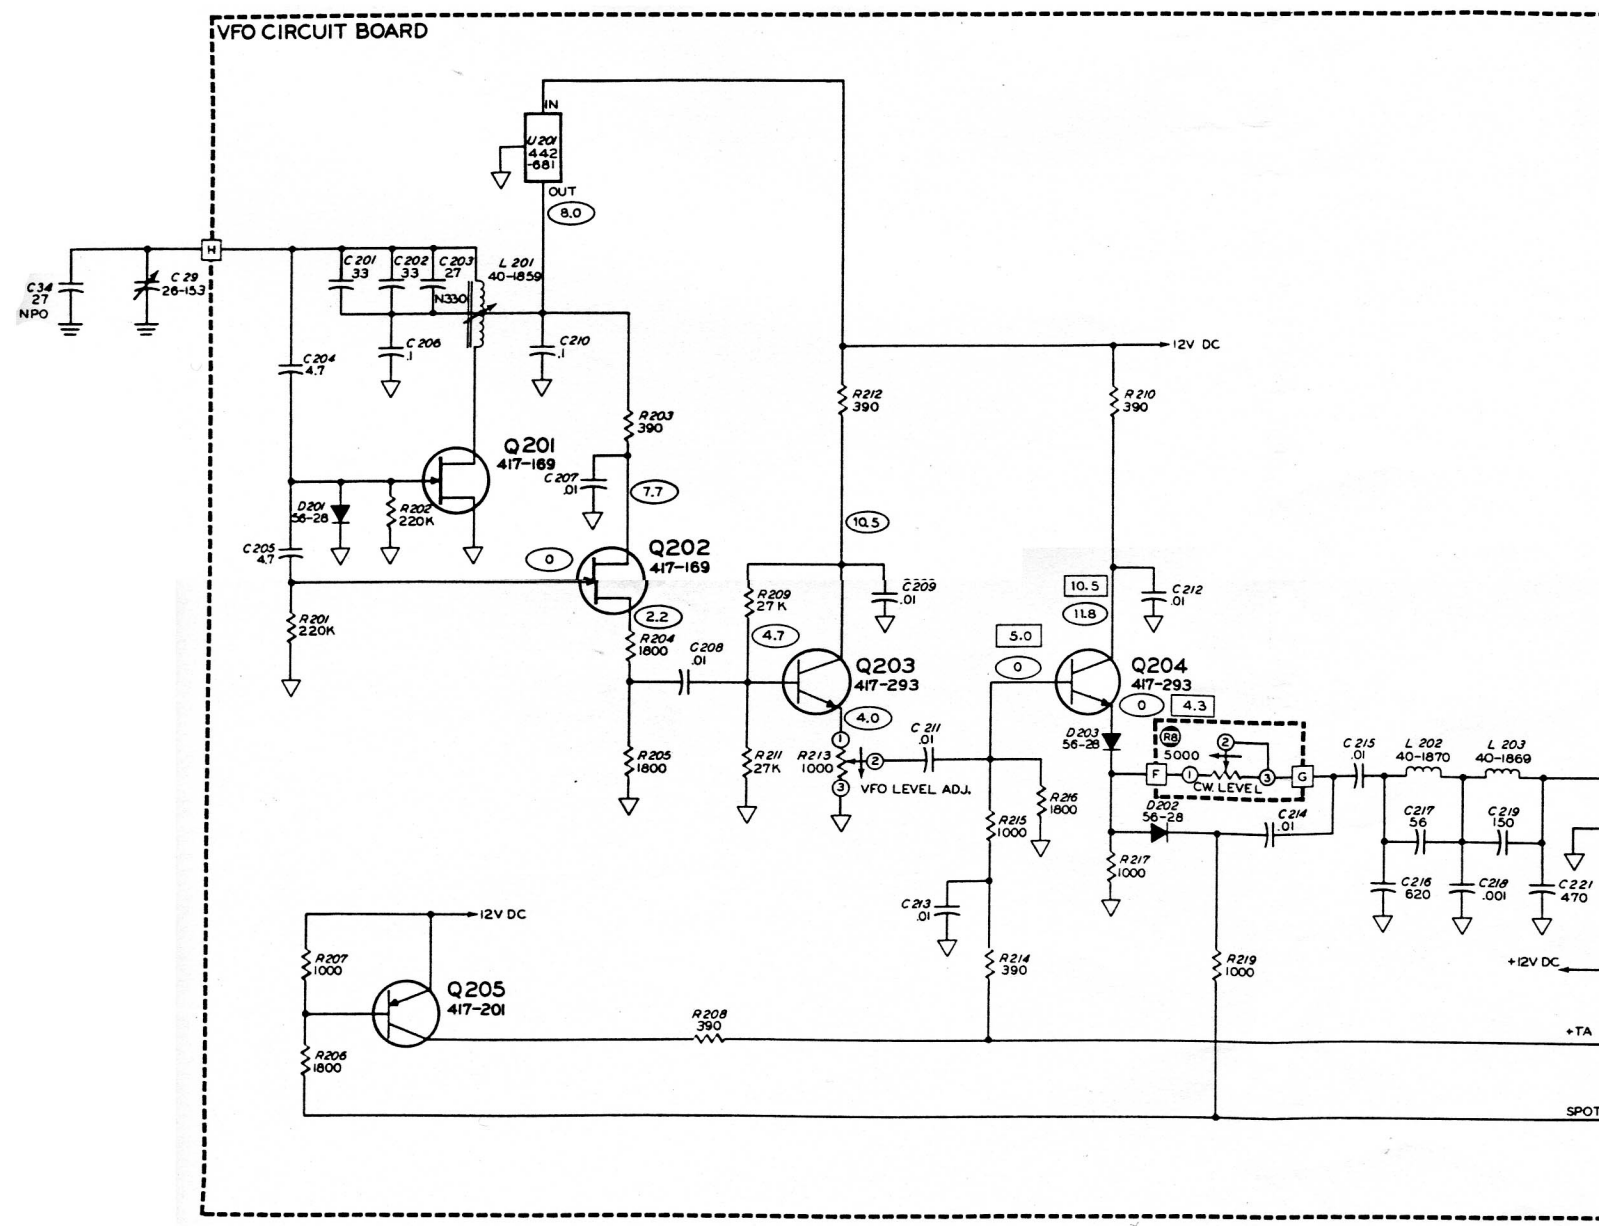 VFO CIRCUIT BOARD
IN
U201
442
-681
OUT
8.0
H
C34
27
NPO
C29
26-153
C201
33
C202
33
C203
27
L201
40-1859
N330
C206
.1
C210
.1
C204
4.7
R203
390
12V DC
R212
390
R210
390
Q201
417-169
C207
.01
7.7
D201
56-28
R202
220K
10.5
C205
4.7
0
Q202
417-169
R201
220K
2.2
R204
1800
C208
.01
R209
27K
4.7
C209
.01
10.5
11.8
C212
.01
5.0
0
Q203
417-293
Q204
417-293
0
4.3
4.0
C211
.01
R205
1800
R211
27K
R213
1000
1
2
3
VFO LEVEL ADJ.
D203
56-28
R8
5000
2
F
1
3
G
CW. LEVEL
C215
.01
L202
40-1870
L203
40-1869
R215
1000
R216
1800
D202
56-28
C214
.01
C217
56
C219
150
R217
1000
C216
620
C218
.001
C221
470
C213
.01
12V DC
R207
1000
R214
390
R219
1000
+12V DC
Q205
417-201
R208
390
+TA
R206
1800
SPOT